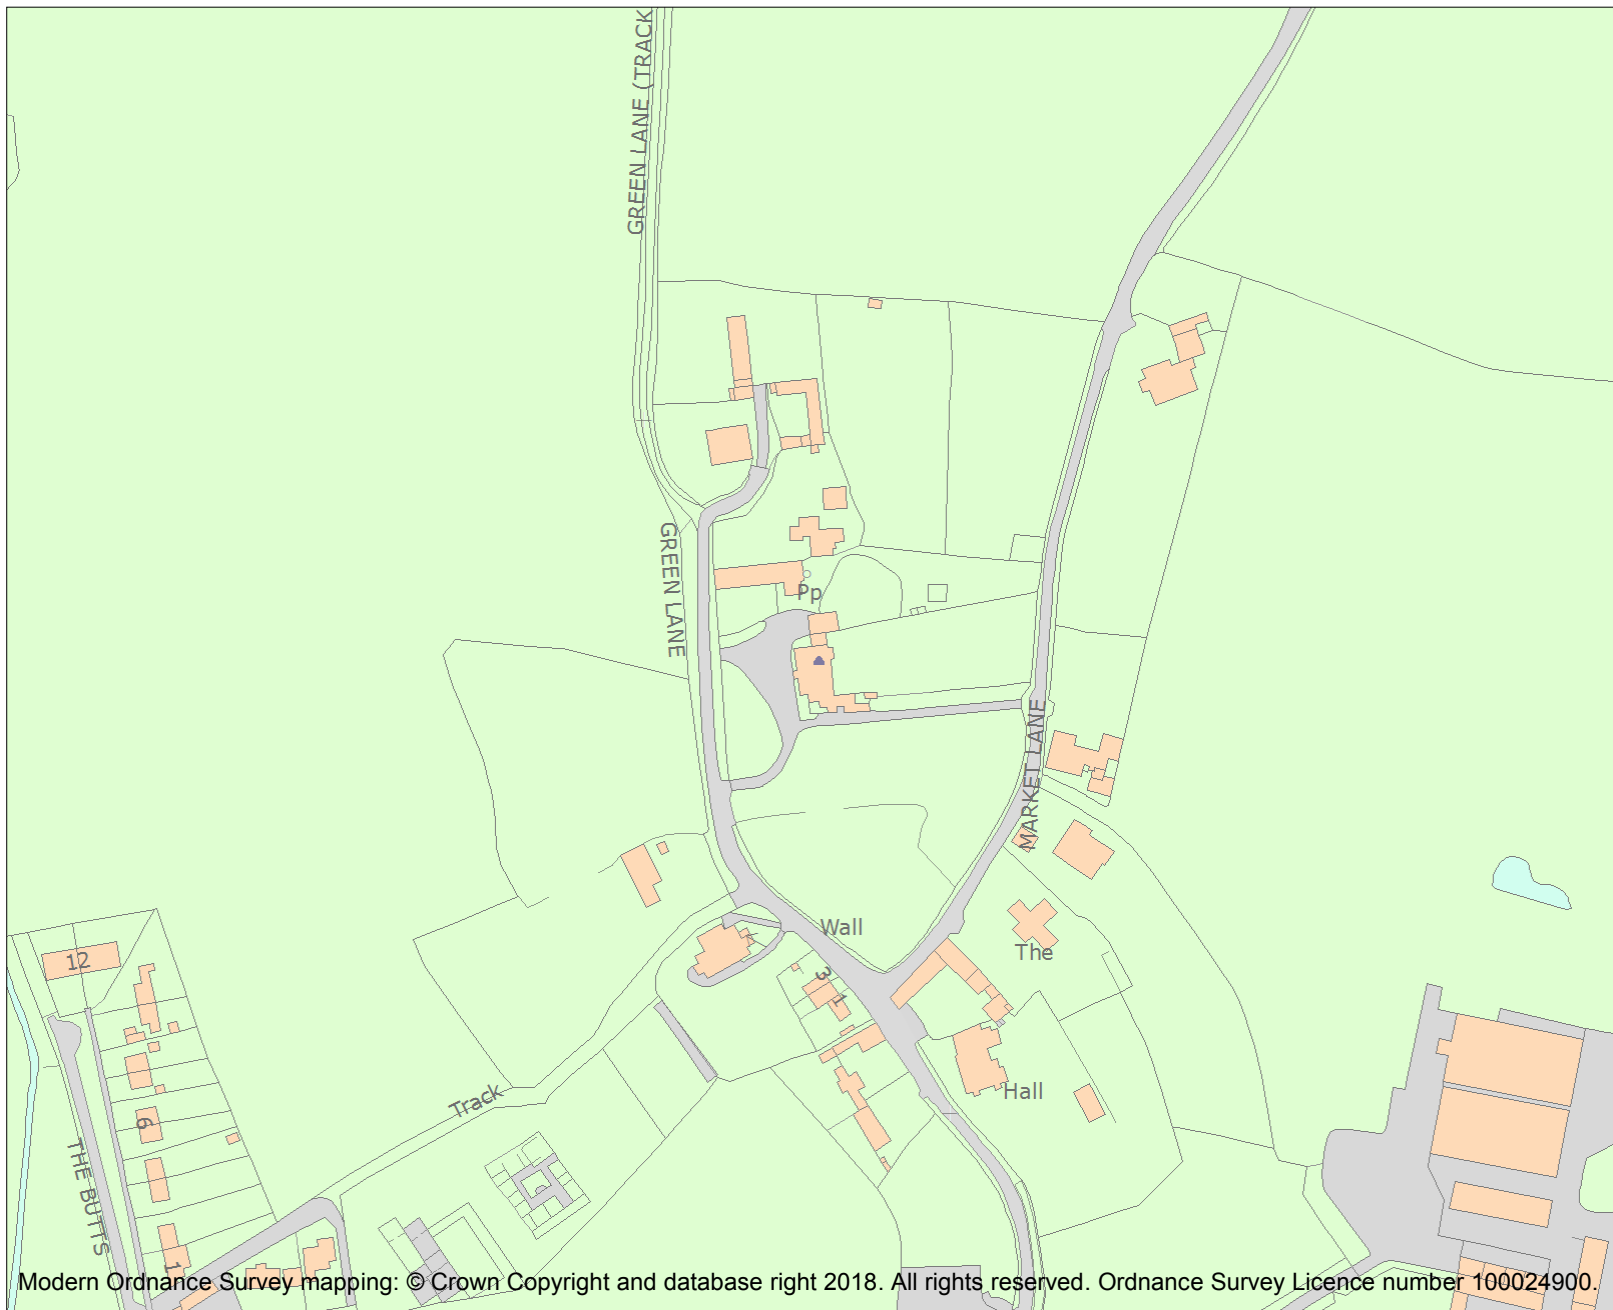 GREEN LANE (TRACK
GREEN LANE
Pp
MARKET LANE
Wall
The
12
3
1
Hall
Track
6
THE BUTTS
1
Modern Ordnance Survey mapping: © Crown Copyright and database right 2018. All rights reserved. Ordnance Survey Licence number 100024900.